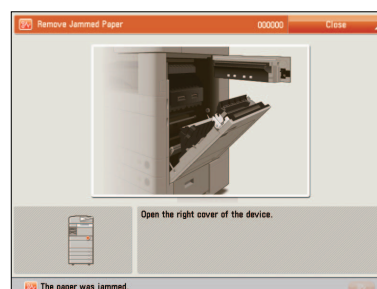 Remove Jammed Paper 000000 Close
Open the right cover of the device.
The paper was jammed.